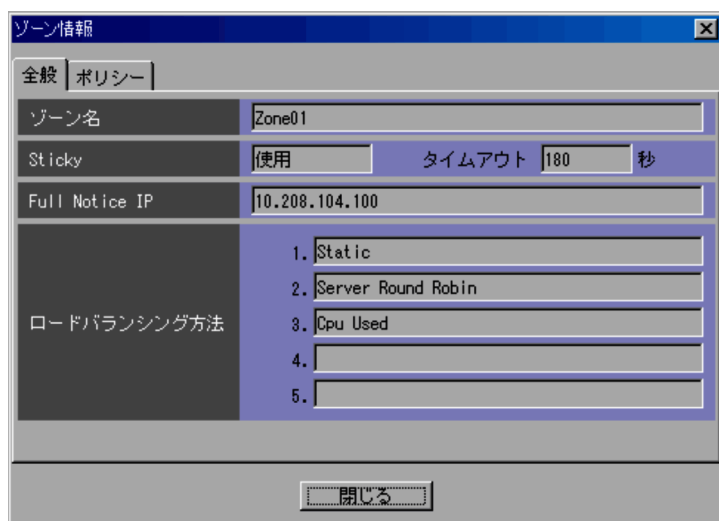 ゾーン情報
全般 ポリシー
ゾーン名 Zone01
Sticky 使用 タイムアウト 180 秒
Full Notice IP 10.208.104.100
ロードバランシング方法
1. Static
2. Server Round Robin
3. Cpu Used
4.
5.
閉じる